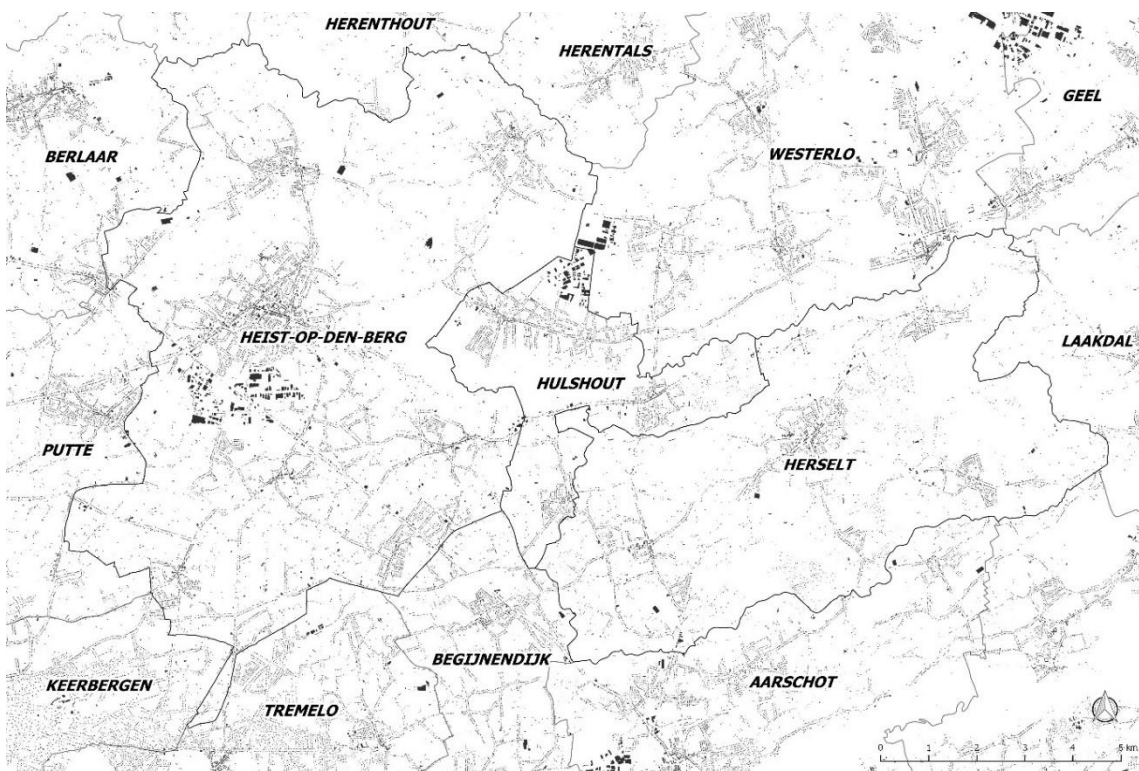 HERENTHOUT
HERENTALS
GEEL
BERLAAR
WESTERLO
HEIST-OP-DEN-BERG
LAAKDAL
HULSHOUT
PUTTE
HERSELT
BEGIJNENDIJK
KEERBERGEN
AARSCHOT
TREMELO
0 1 2 3 4 5 km